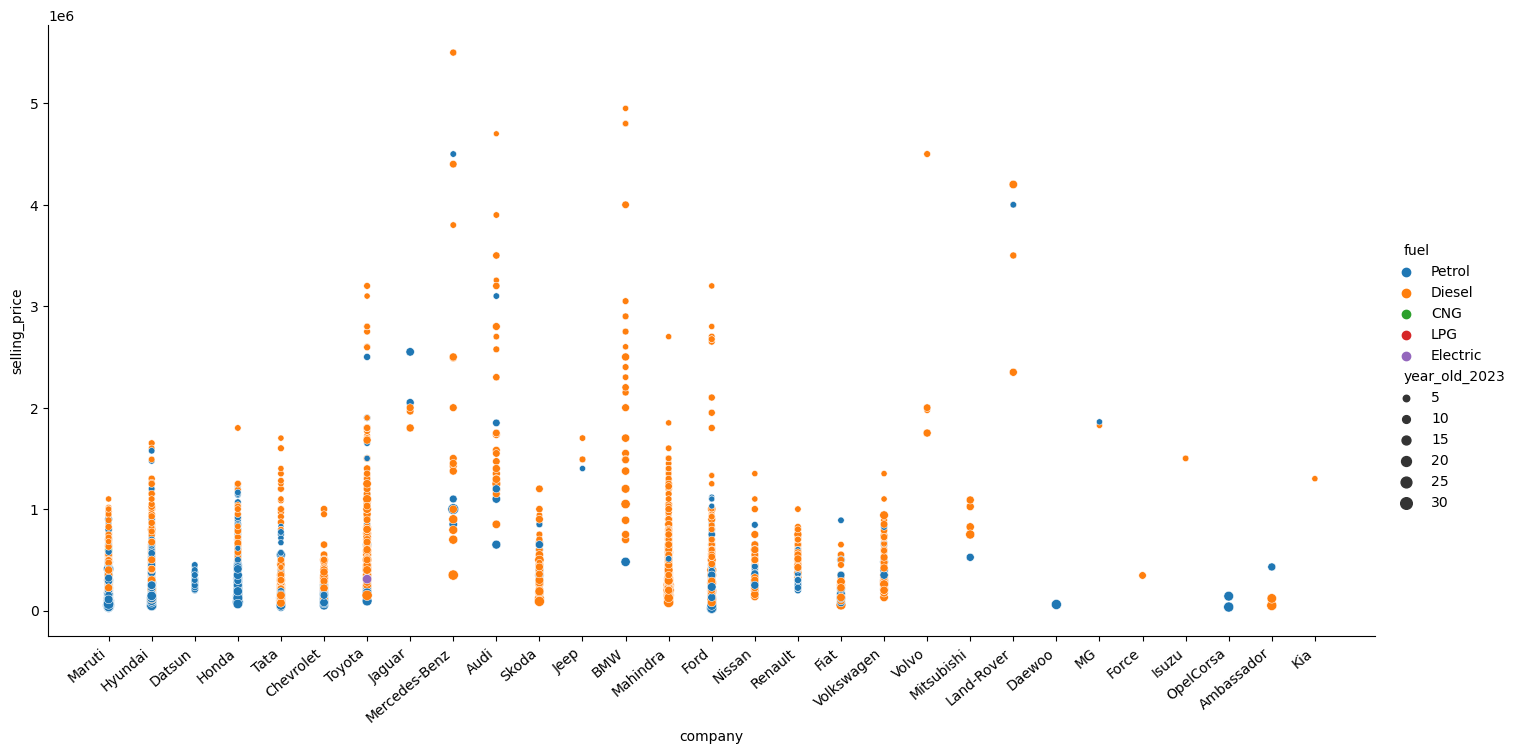 1e6
5
4
3
2
1
0
selling_price
Maruti
Hyundai
Datsun
Honda
Tata
Chevrolet
Toyota
Jaguar
Mercedes-Benz
Audi
Skoda
Jeep
BMW
Mahindra
Ford
Nissan
Renault
Fiat
Volkswagen
Volvo
Mitsubishi
Land-Rover
Daewoo
MG
Force
Isuzu
OpelCorsa
Ambassador
Kia
company
fuel
Petrol
Diesel
CNG
LPG
Electric
year_old_2023
5
10
15
20
25
30